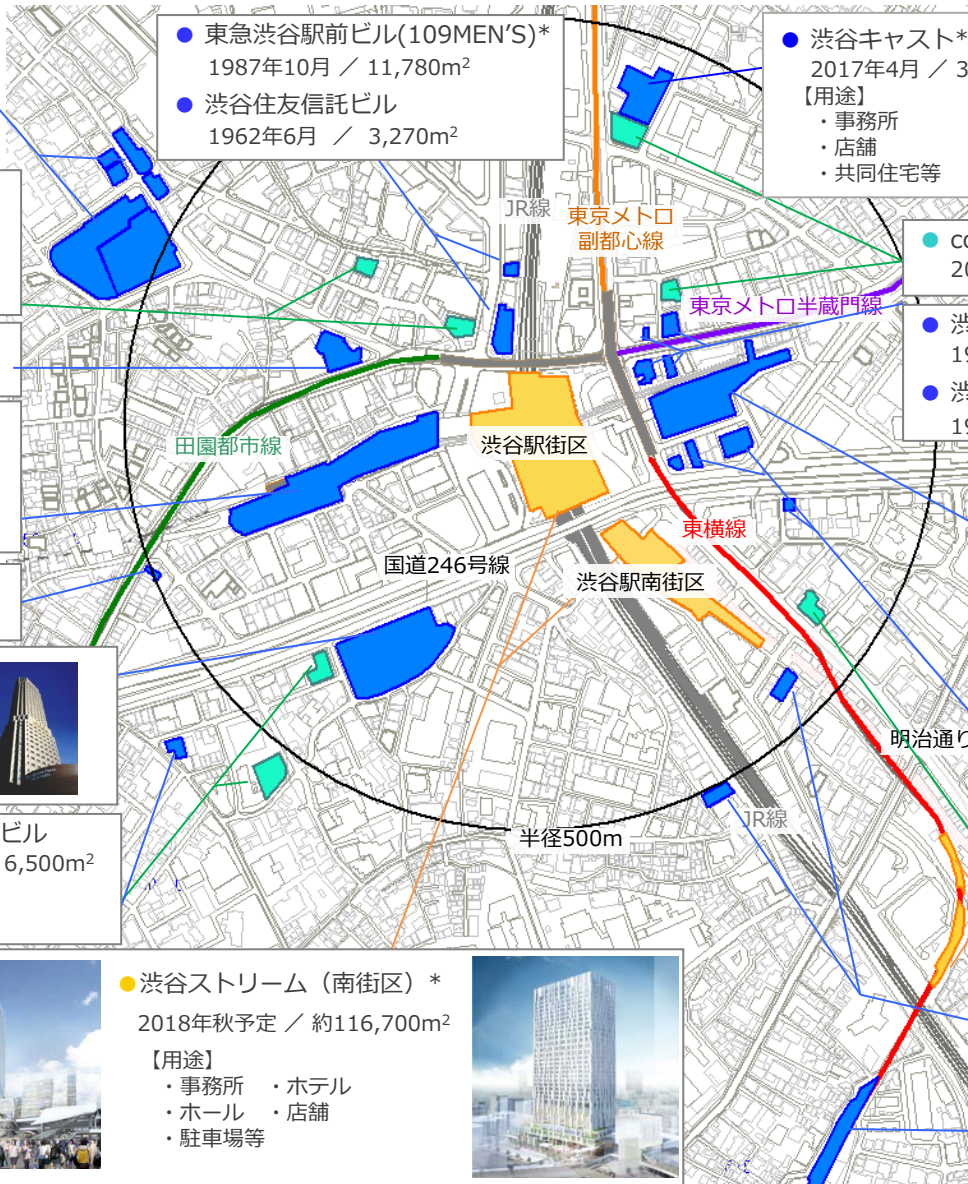 ● 東急渋谷駅前ビル(109MEN'S)*
1987年10月 ／ 11,780m²
● 渋谷住友信託ビル
1962年6月 ／ 3,270m²
● 渋谷キャスト*
2017年4月 ／ 3
【用途】
・事務所
・店舗
・共同住宅等
JR線
東京メトロ
副都心線
● co
20
東京メトロ半蔵門線
● 渋
19
● 渋
19
田園都市線
渋谷駅街区
東横線
国道246号線
渋谷駅南街区
明治通り
JR線
半径500m
ビル
6,500m²
● 渋谷ストリーム（南街区）*
2018年秋予定 ／ 約116,700m²
【用途】
・事務所 ・ホテル
・ホール ・店舗
・駐車場等